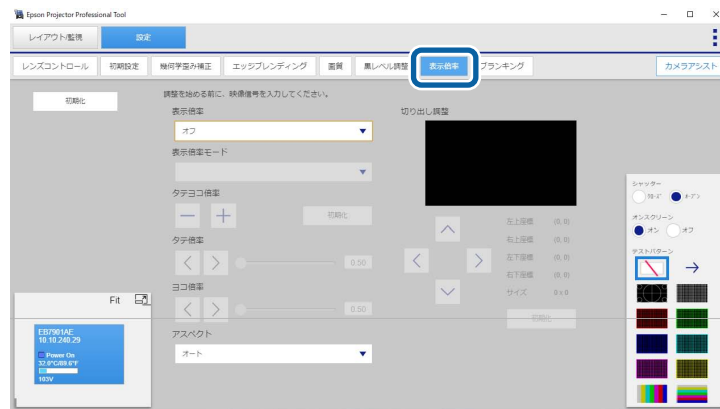 Epson Projector Professional Tool
レイアウト/監視 設定
レンズコントロール 初期設定 幾何学歪み補正 エッジブレンディング 画質 黒レベル調整 表示倍率 ブランキング カメラアシスト
初期化
調整を始める前に、映像信号を入力してください。
表示倍率
オフ
表示倍率モード
タテヨコ倍率
初期化
タテ倍率
0.50
ヨコ倍率
0.50
アスペクト
オート
切り出し調整
左上座標 (0, 0)
右上座標 (0, 0)
左下座標 (0, 0)
右下座標 (0, 0)
サイズ 0 x 0
初期化
シャッター
クローズ オープン
オンスクリーン
オン オフ
テストパターン
Fit
EB7901AE
10.10.240.29
Power On
103V